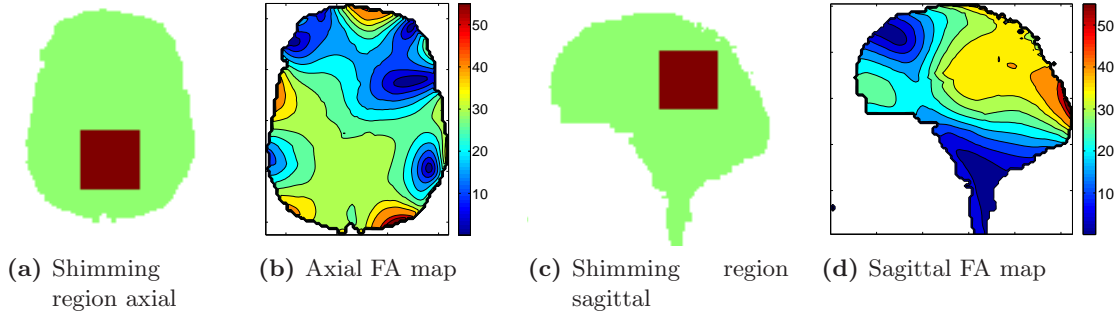 50
40
30
20
10
50
40
30
20
10
(a) Shimming
region axial
(b) Axial FA map
(c) Shimming region
sagittal
(d) Sagittal FA map